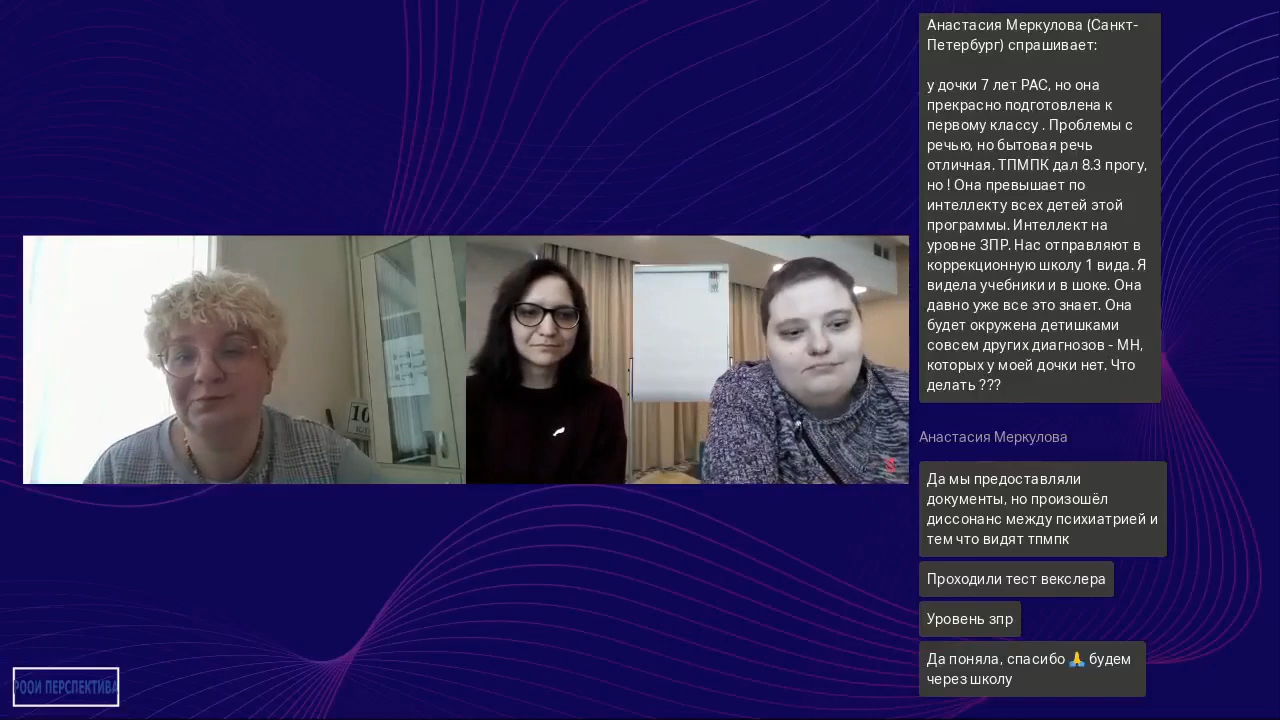 Анастасия Меркулова (Санкт-
Петербург) спрашивает:
у дочки 7 лет РАС, но она
прекрасно подготовлена к
первому классу . Проблемы с
речью, но бытовая речь
отличная. ТПМПК дал 8.3 прогу,
но ! Она превышает по
интеллекту всех детей этой
программы. Интеллект на
уровне ЗПР. Нас отправляют в
коррекционную школу 1 вида. Я
видела учебники и в шоке. Она
давно уже все это знает. Она
будет окружена детишками
совсем других диагнозов - МН,
которых у моей дочки нет. Что
делать ???
Анастасия Меркулова
Да мы предоставляли
документы, но произошёл
диссонанс между психиатрией и
тем что видят тпмпк
Проходили тест векслера
Уровень зпр
Да поняла, спасибо 🙏 будем
через школу
10
РООИ ПЕРСПЕКТИВА